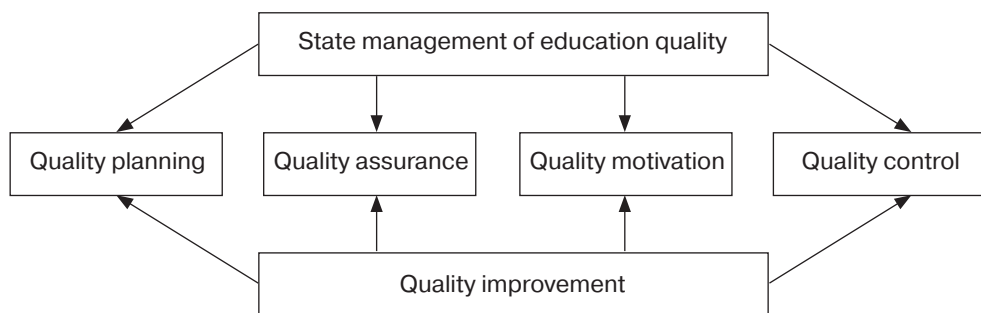 State management of education quality
Quality planning
Quality assurance
Quality motivation
Quality control
Quality improvement